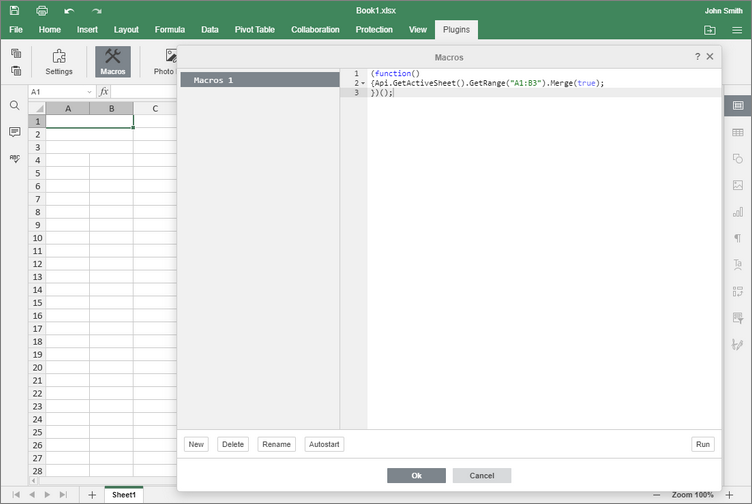 Book1.xlsx
John Smith
File Home Insert Layout Formula Data Pivot Table Collaboration Protection View Plugins
Settings Macros Photo
Macros ? ×
Macros 1
1 (function()
2 {Api.GetActiveSheet().GetRange("A1:B3").Merge(true);
3 })();
A1 fx
A B C
ABC
1
2
3
4
5
6
7
8
9
10
11
12
13
14
15
16
17
18
19
20
21
22
23
24
25
26
27
28
New Delete Rename Autostart Run
Ok Cancel
+ Sheet1 − Zoom 100% +